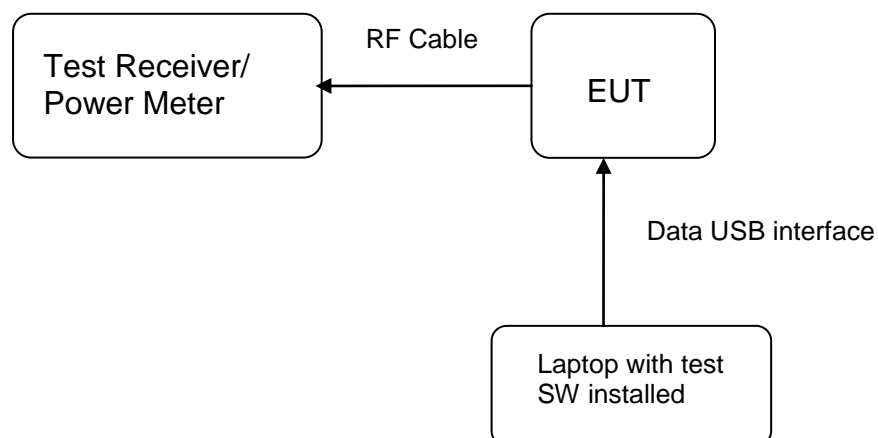 RF Cable
Test Receiver/
Power Meter
EUT
Data USB interface
Laptop with test
SW installed